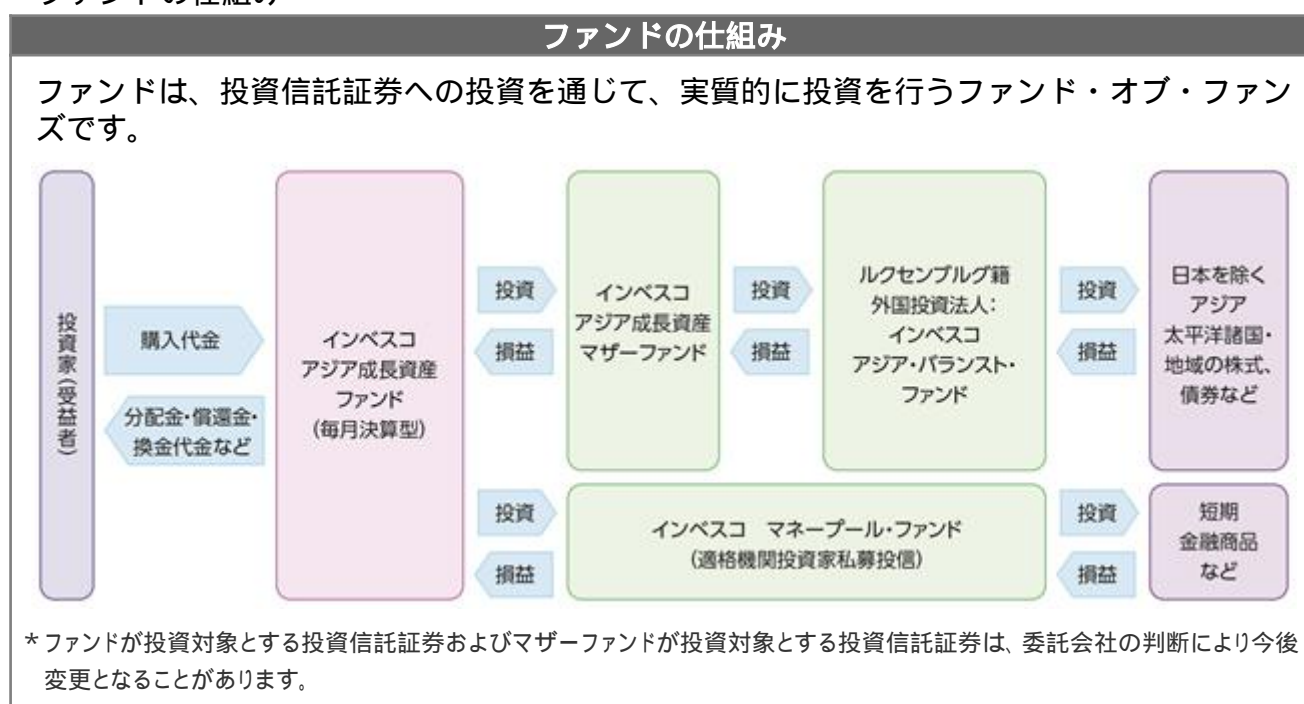 ファンドの仕組み
ファンドの仕組み
ファンドは、投資信託証券への投資を通じて、実質的に投資を行うファンド・オブ・ファン
ズです。
投資家(受益者)
購入代金
分配金・償還金・
換金代金など
インベスコ
アジア成長資産
ファンド
(毎月決算型)
投資
損益
インベスコ
アジア成長資産
マザーファンド
投資
損益
ルクセンブルグ籍
外国投資法人:
インベスコ
アジア・バランスト・
ファンド
投資
損益
日本を除く
アジア
太平洋諸国・
地域の株式、
債券など
投資
損益
インベスコ マネープール・ファンド
(適格機関投資家私募投信)
投資
損益
短期
金融商品
など
*ファンドが投資対象とする投資信託証券およびマザーファンドが投資対象とする投資信託証券は、委託会社の判断により今後
変更となることがあります。